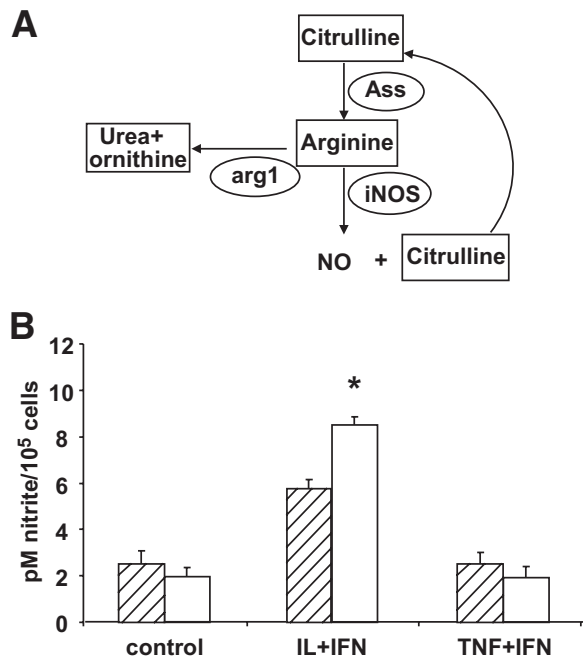 A
Citrulline
Ass
Urea+
ornithine
Arginine
arg1
iNOS
NO + Citrulline
B
pM nitrite/10⁵ cells
12
10
8
6
4
2
0
*
control IL+IFN TNF+IFN